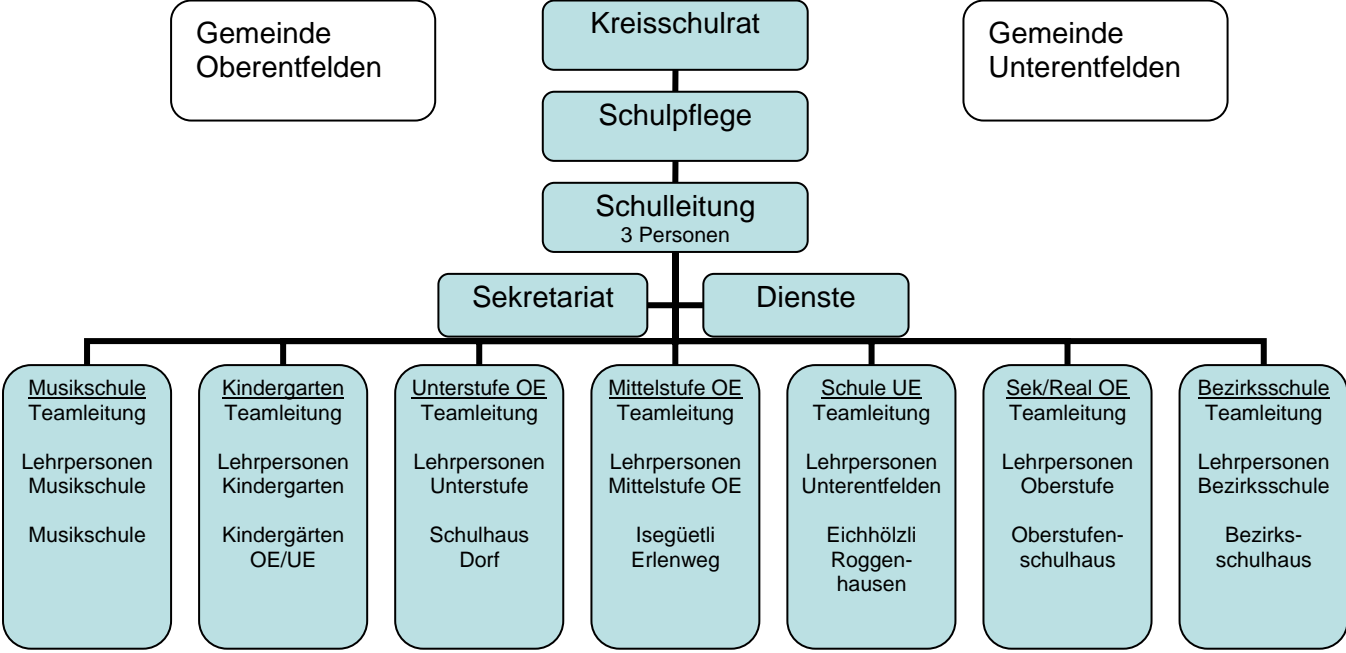 Gemeinde
Oberentfelden
Kreisschulrat
Gemeinde
Unterentfelden
Schulpflege
Schulleitung
3 Personen
Sekretariat
Dienste
Musikschule
Teamleitung
Lehrpersonen
Musikschule
Musikschule
Kindergarten
Teamleitung
Lehrpersonen
Kindergarten
Kindergärten
OE/UE
Unterstufe OE
Teamleitung
Lehrpersonen
Unterstufe
Schulhaus
Dorf
Mittelstufe OE
Teamleitung
Lehrpersonen
Mittelstufe OE
Isegüetli
Erlenweg
Schule UE
Teamleitung
Lehrpersonen
Unterentfelden
Eichhölzli
Roggen-
hausen
Sek/Real OE
Teamleitung
Lehrpersonen
Oberstufe
Oberstufen-
schulhaus
Bezirksschule
Teamleitung
Lehrpersonen
Bezirksschule
Bezirks-
schulhaus